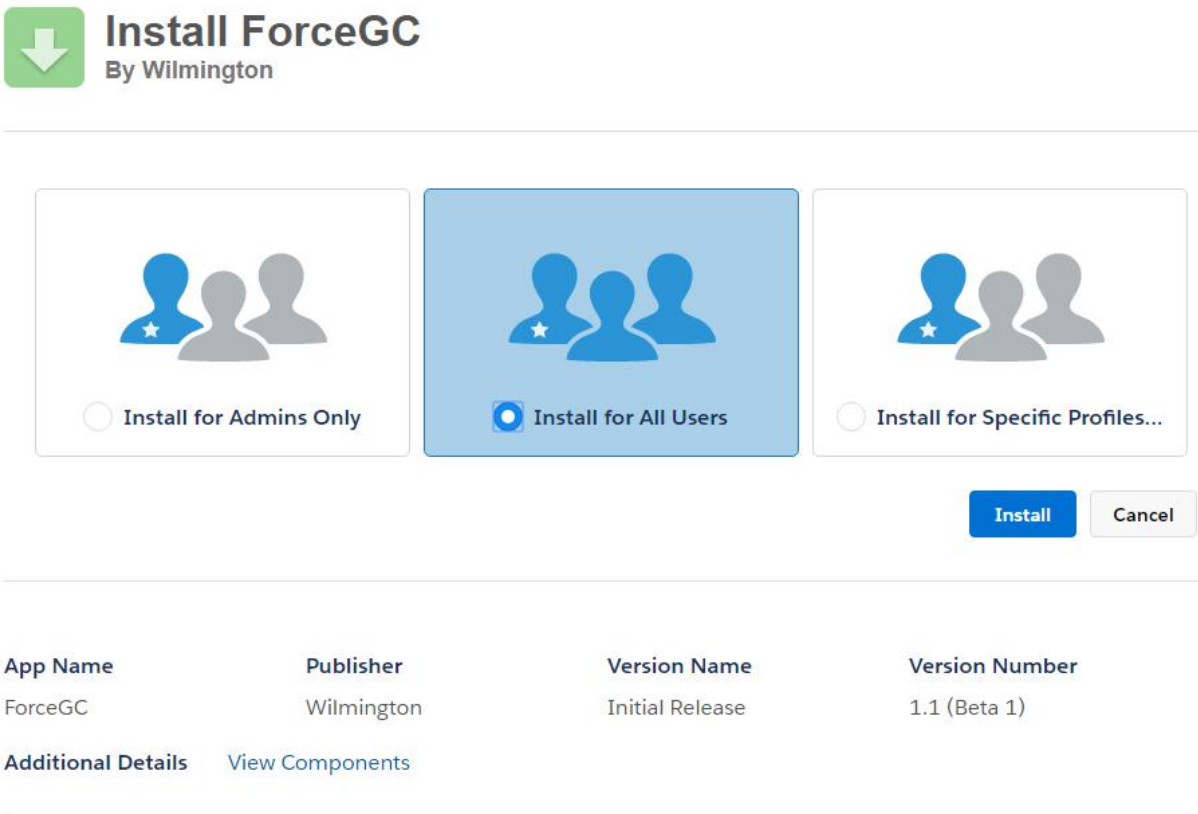 Install ForceGC
By Wilmington
Install for Admins Only
Install for All Users
Install for Specific Profiles...
Install
Cancel
App Name
Publisher
Version Name
Version Number
ForceGC
Wilmington
Initial Release
1.1 (Beta 1)
Additional Details
View Components